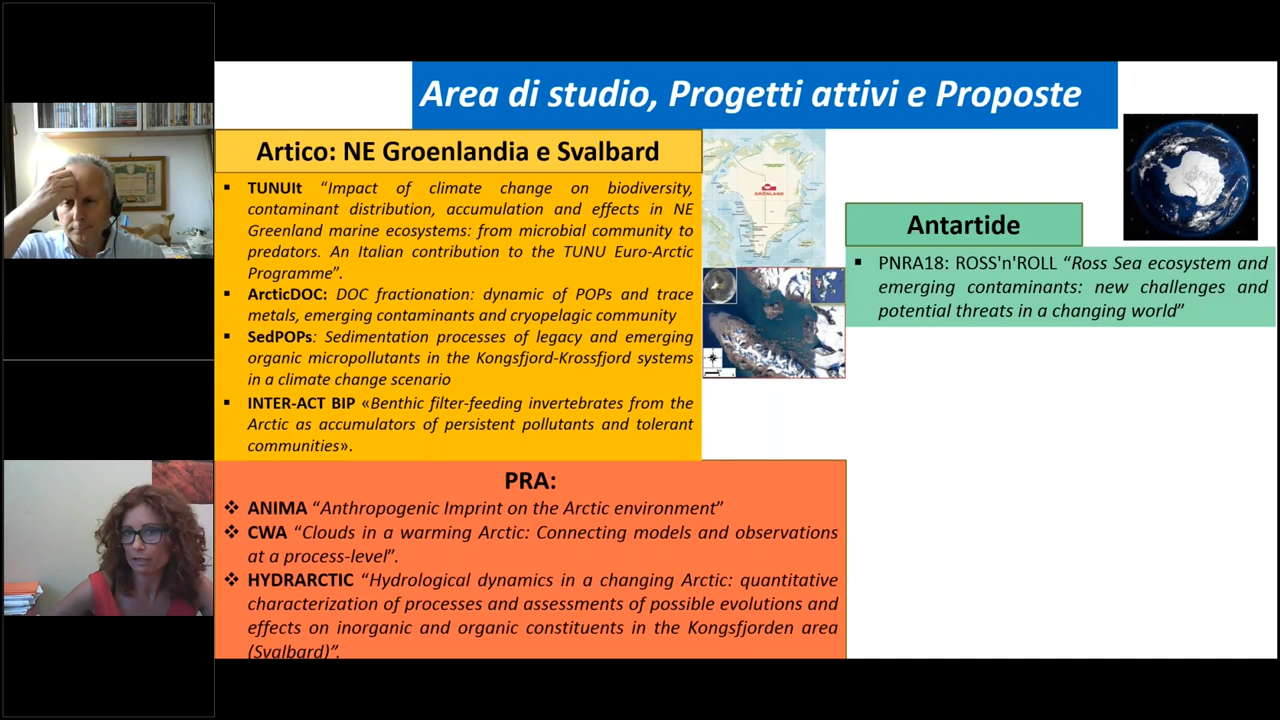 Area di studio, Progetti attivi e Proposte
Artico: NE Groenlandia e Svalbard
▪ TUNUIt “Impact of climate change on biodiversity,
contaminant distribution, accumulation and effects in NE
Greenland marine ecosystems: from microbial community to
predators. An Italian contribution to the TUNU Euro-Arctic
Programme”.
▪ ArcticDOC: DOC fractionation: dynamic of POPs and trace
metals, emerging contaminants and cryopelagic community
▪ SedPOPs: Sedimentation processes of legacy and emerging
organic micropollutants in the Kongsfjord-Krossfjord systems
in a climate change scenario
▪ INTER-ACT BIP «Benthic filter-feeding invertebrates from the
Arctic as accumulators of persistent pollutants and tolerant
communities».
GRØNLAND
Antartide
▪ PNRA18: ROSS'n'ROLL “Ross Sea ecosystem and
emerging contaminants: new challenges and
potential threats in a changing world”
PRA:
❖ ANIMA “Anthropogenic Imprint on the Arctic environment”
❖ CWA “Clouds in a warming Arctic: Connecting models and observations
at a process-level”.
❖ HYDRARCTIC “Hydrological dynamics in a changing Arctic: quantitative
characterization of processes and assessments of possible evolutions and
effects on inorganic and organic constituents in the Kongsfjorden area
(Svalbard)”.